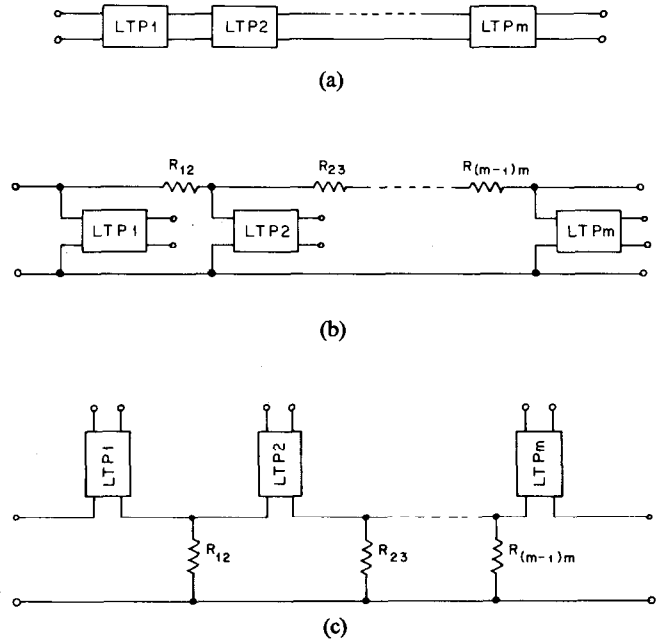 LTP1 LTP2 LTPm
(a)
R12 R23 R(m-1)m
LTP1 LTP2 LTPm
(b)
LTP1 LTP2 LTPm
R12 R23 R(m-1)m
(c)